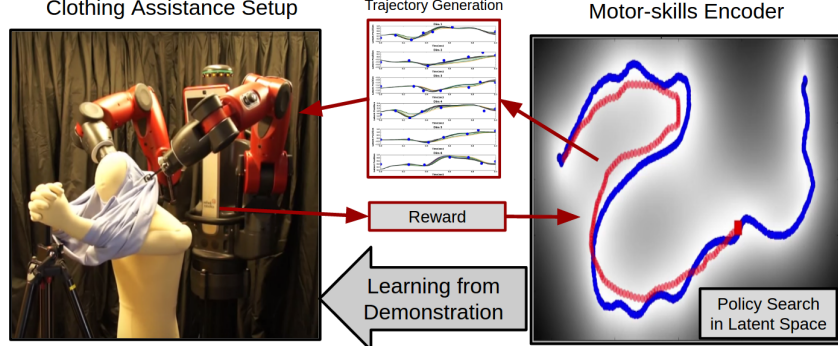 Clothing Assistance Setup
Trajectory Generation
Motor-skills Encoder
Reward
Learning from
Demonstration
Policy Search
in Latent Space